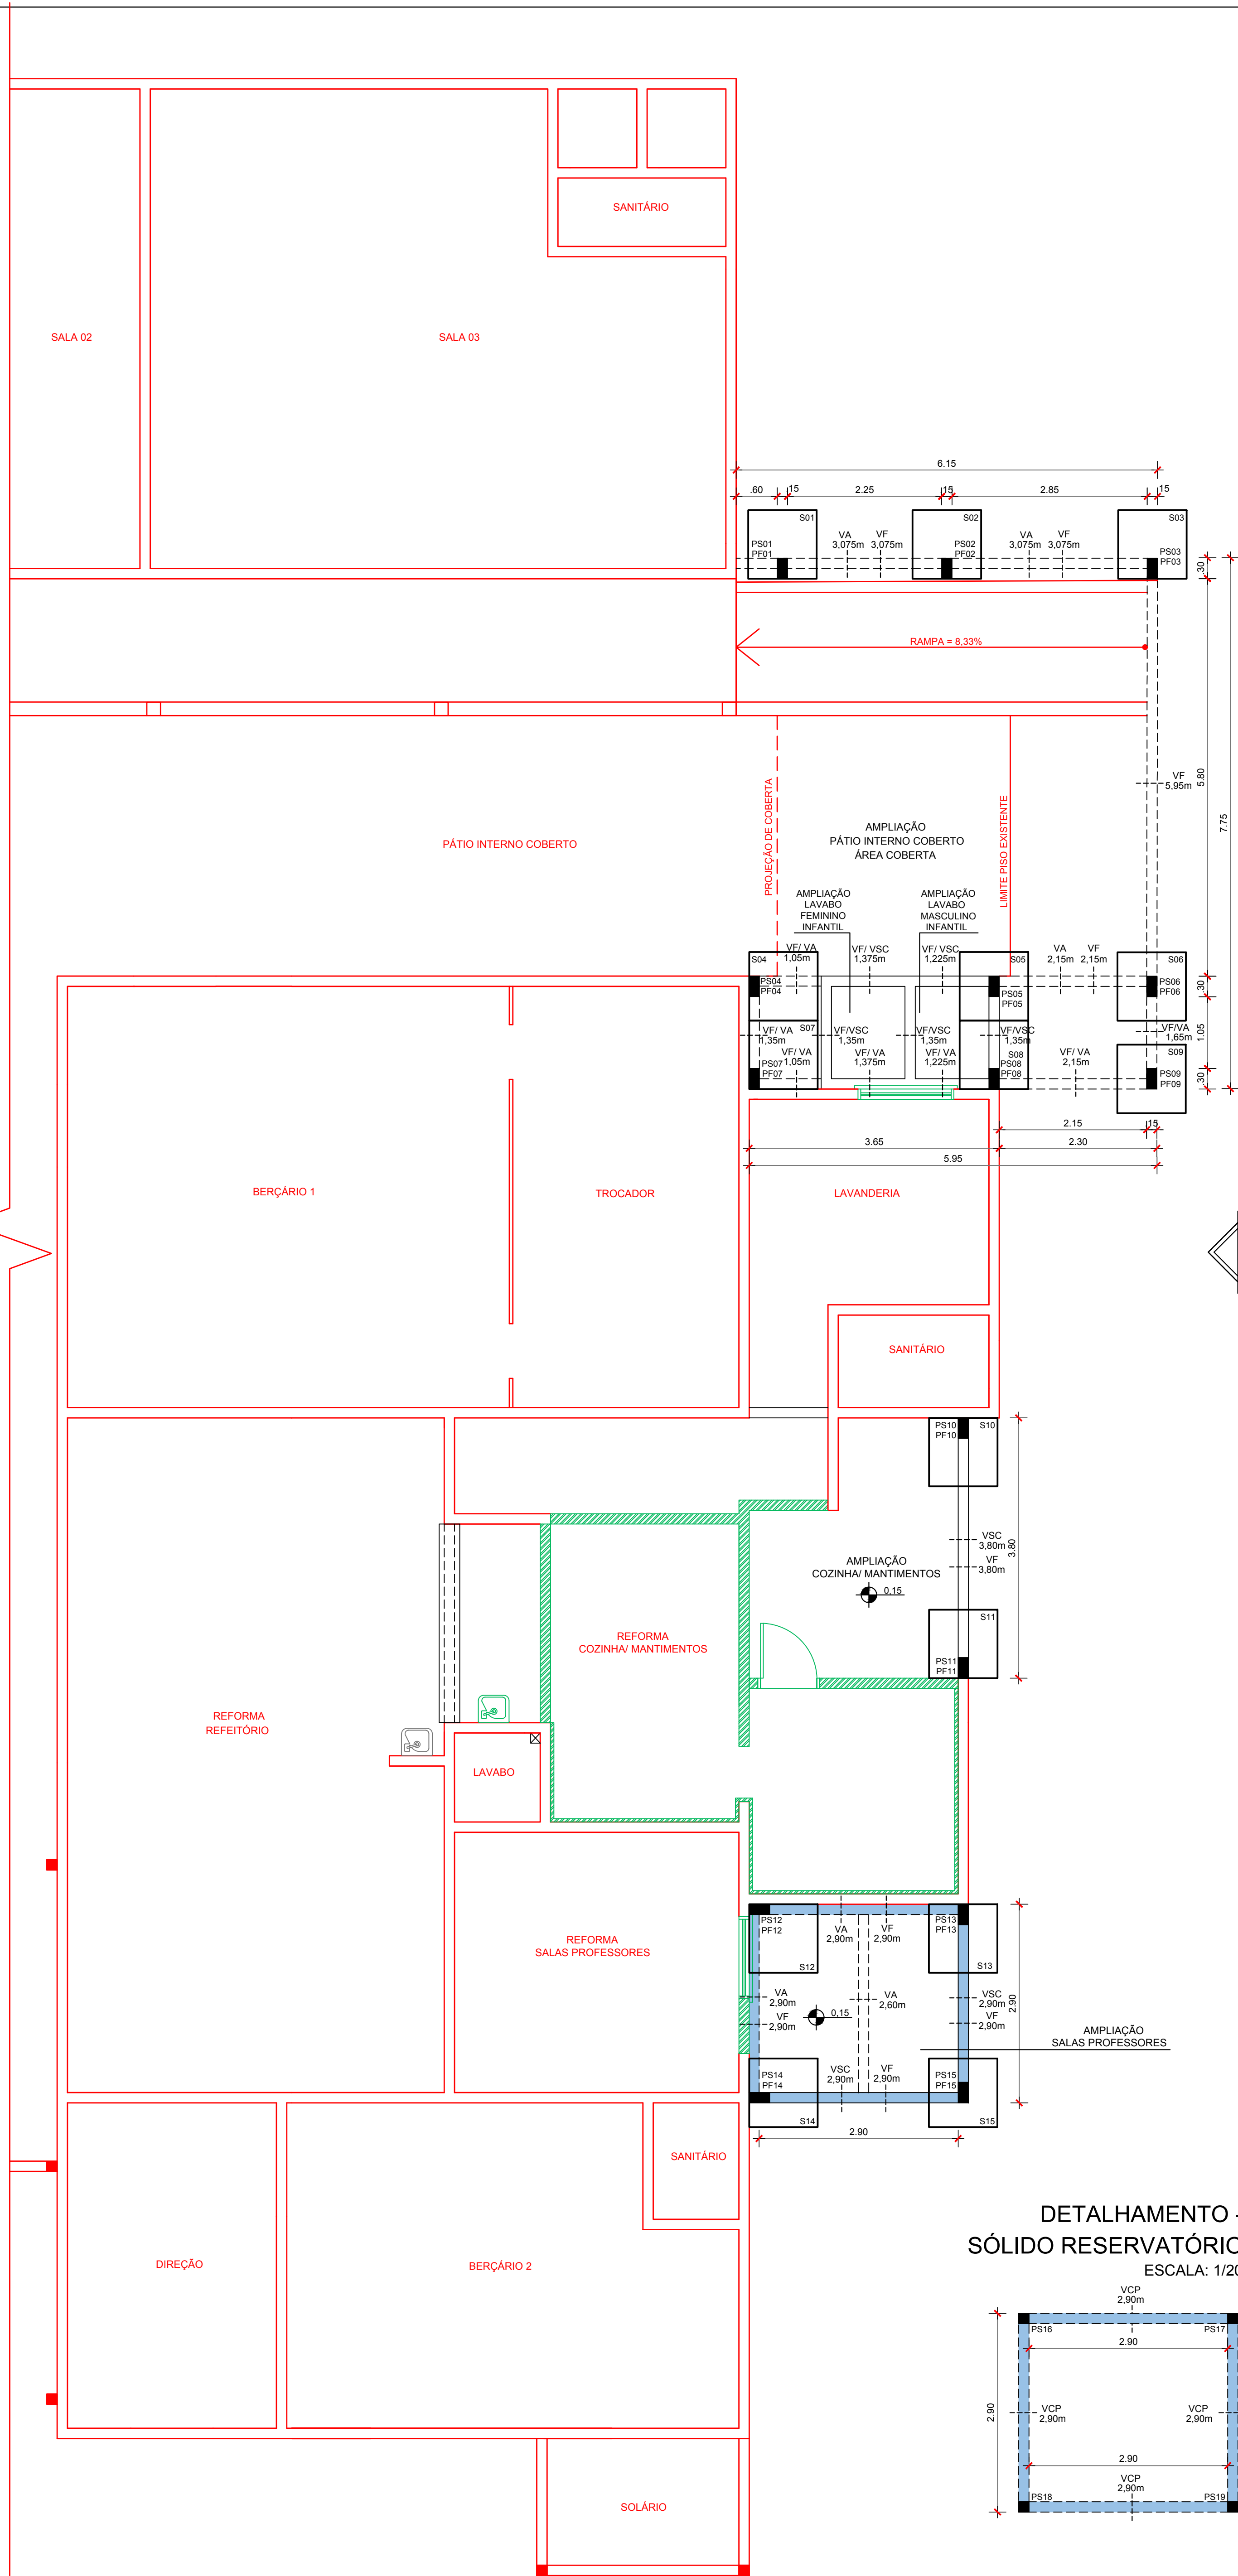 SANITÁRIO
SALA 02
SALA 03
6.15
.60
15
2.25
15
2.85
15
S01
S02
S03
PS01
PF01
VA
3,075m
VF
3,075m
PS02
PF02
VA
3,075m
VF
3,075m
PS03
PF03
.30
RAMPA = 8,33%
VF
5,95m
5.80
7.75
PROJEÇÃO DE COBERTA
LIMITE PISO EXISTENTE
AMPLIAÇÃO
PÁTIO INTERNO COBERTO
ÁREA COBERTA
PÁTIO INTERNO COBERTO
AMPLIAÇÃO
LAVABO
FEMININO
INFANTIL
AMPLIAÇÃO
LAVABO
MASCULINO
INFANTIL
S04
VF/ VA
1,05m
VF/ VSC
1,375m
VF/ VSC
1,225m
S05
VA
2,15m
VF
2,15m
S06
PS04
PF04
PS05
PF05
PS06
PF06
.30
VF/ VA
1,35m
S07
VF/VSC
1,35m
VF/VSC
1,35m
VF/VSC
1,35m
VF/VA
1,65m
1.05
PS07
PF07
VF/ VA
1,05m
VF/ VA
1,375m
VF/ VA
1,225m
S08
PS08
PF08
VF/ VA
2,15m
S09
PS09
PF09
.30
2.15
15
3.65
2.30
5.95
BERÇÁRIO 1
TROCADOR
LAVANDERIA
SANITÁRIO
PS10
PF10
S10
VSC
3,80m
VF
3,80m
3.80
AMPLIAÇÃO
COZINHA/ MANTIMENTOS
0,15
S11
REFORMA
COZINHA/ MANTIMENTOS
PS11
PF11
REFORMA
REFEITÓRIO
LAVABO
PS12
PF12
VA
2,90m
VF
2,90m
PS13
PF13
REFORMA
SALAS PROFESSORES
S12
S13
VA
2,90m
VF
2,90m
VA
2,60m
0,15
VSC
2,90m
VF
2,90m
2.90
AMPLIAÇÃO
SALAS PROFESSORES
PS14
PF14
VSC
2,90m
VF
2,90m
PS15
PF15
S14
S15
2.90
SANITÁRIO
DIREÇÃO
BERÇÁRIO 2
DETALHAMENTO -
SÓLIDO RESERVATÓRIO
ESCALA: 1/20
VCP
2,90m
PS16
PS17
2.90
2.90
VCP
2,90m
VCP
2,90m
2.90
VCP
2,90m
PS18
PS19
SOLÁRIO